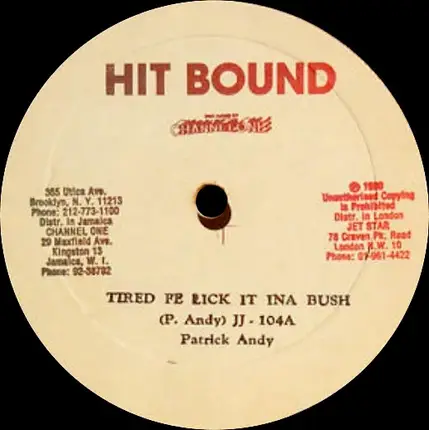 HIT BOUND
CHANNEL ONE
365 Utica Ave.
Brooklyn, N. Y. 11213
Phone: 212-773-1100
Distr. in Jamaica
CHANNEL ONE
29 Maxfield Ave.
Kingston 13
Jamaica, W. I.
Phone: 92-38792
℗ 1980
Unauthorised Copying
is Prohibited
Distr. in London
JET STAR
78 Craven Pk. Road
London N.W. 10
Phone: 01-961-4422
TIRED FE LICK IT INA BUSH
(P. Andy) JJ - 104A
Patrick Andy